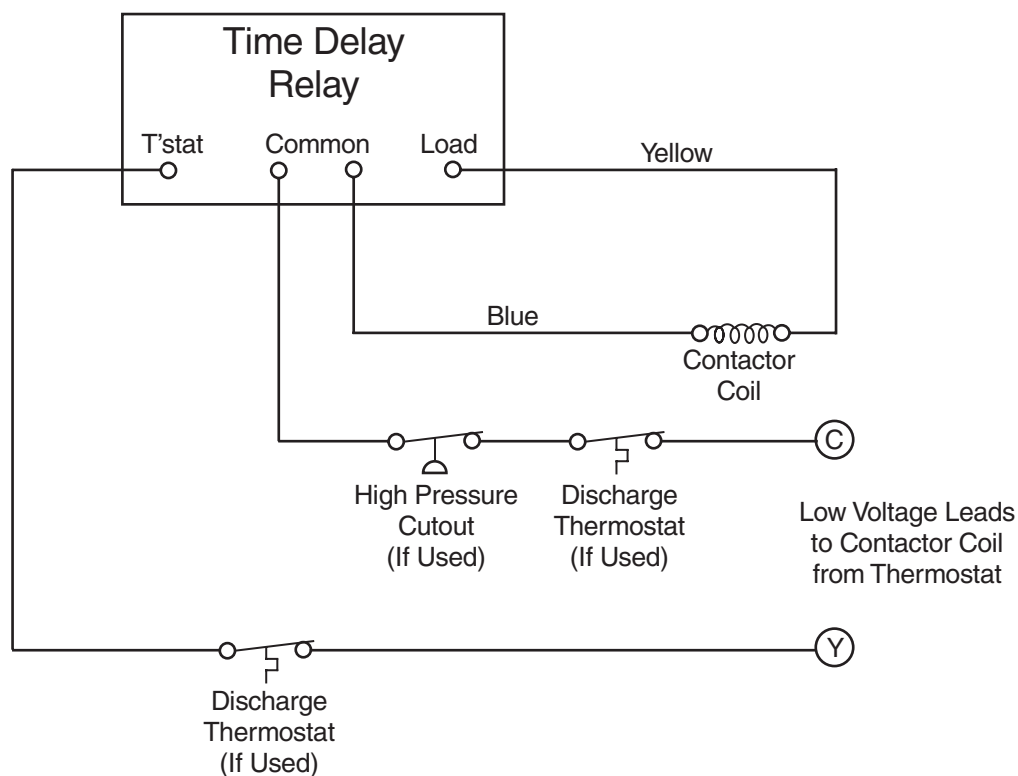 Time Delay
Relay
T'stat
Common
Load
Yellow
Blue
Contactor
Coil
C
High Pressure
Cutout
(If Used)
Discharge
Thermostat
(If Used)
Low Voltage Leads
to Contactor Coil
from Thermostat
Y
Discharge
Thermostat
(If Used)